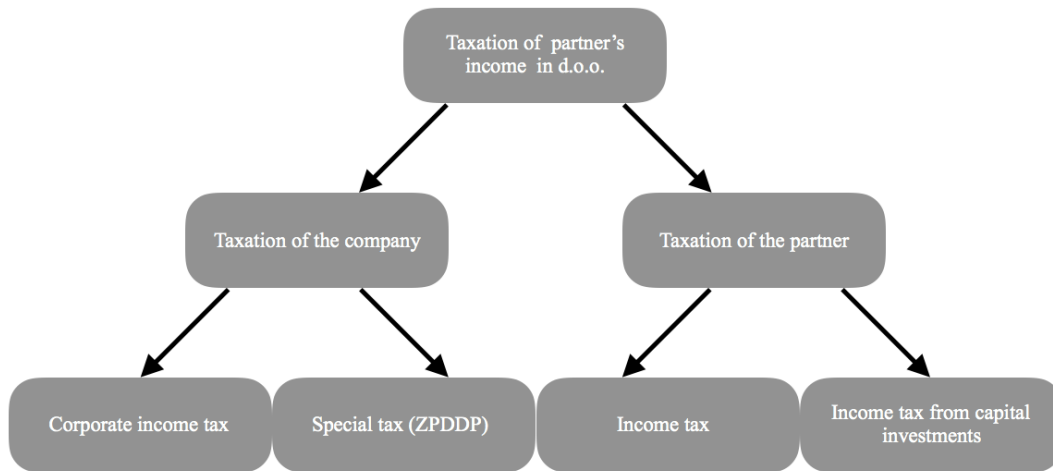 Taxation of partner’s
income in d.o.o.
Taxation of the company
Taxation of the partner
Corporate income tax
Special tax (ZPDDP)
Income tax
Income tax from capital
investments